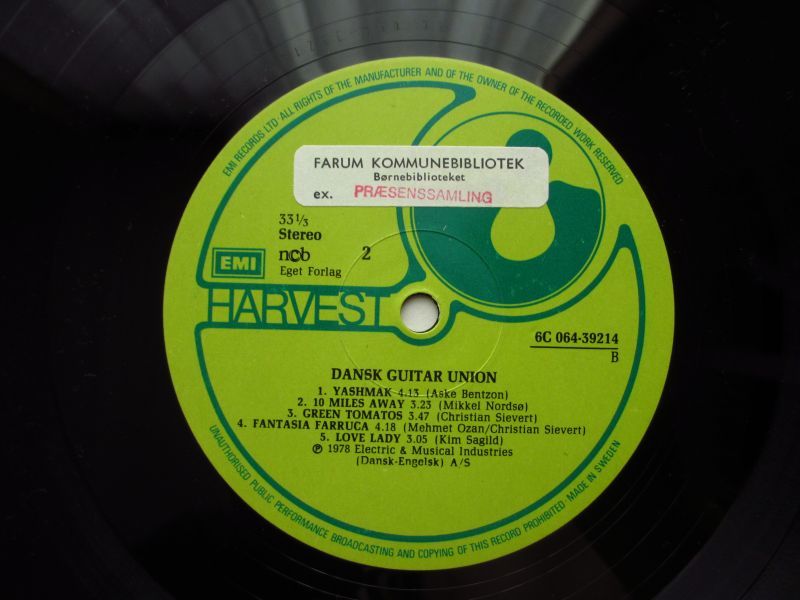 EMI RECORDS LTD · ALL RIGHTS OF THE MANUFACTURER AND OF THE OWNER OF THE RECORDED WORK RESERVED
FARUM KOMMUNEBIBLIOTEK
Børnebiblioteket
ex. PRÆSENSSAMLING
33 1/3
Stereo
ncb 2
Eget Forlag
EMI
HARVEST
6C 064-39214
B
DANSK GUITAR UNION
1. YASHMAK 4.13 (Aske Bentzon)
2. 10 MILES AWAY 3.23 (Mikkel Nordsø)
3. GREEN TOMATOS 3.47 (Christian Sievert)
4. FANTASIA FARRUCA 4.18 (Mehmet Ozan/Christian Sievert)
5. LOVE LADY 3.05 (Kim Sagild)
℗ 1978 Electric & Musical Industries
(Dansk-Engelsk) A/S
UNAUTHORISED PUBLIC PERFORMANCE BROADCASTING AND COPYING OF THIS RECORD PROHIBITED · MADE IN SWEDEN